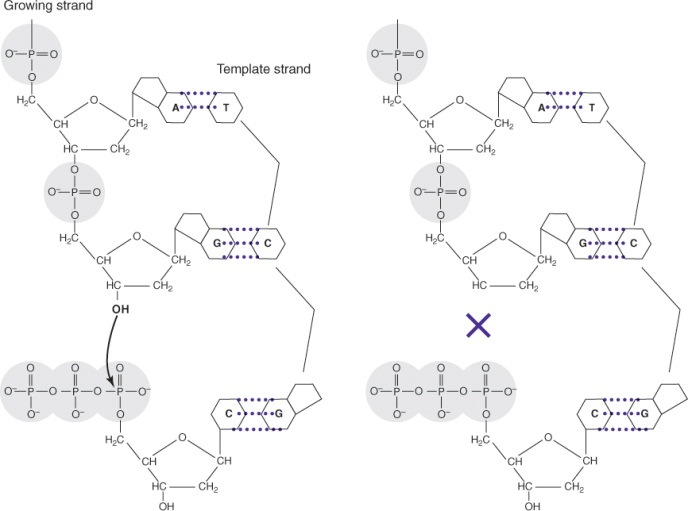 Growing strand
Template strand
O⁻—P=O
O
H₂C O
A T
CH CH₂
HC CH₂
O
O⁻—P=O
O
H₂C O
G C
CH CH₂
HC CH₂
OH
O O O
O⁻—P—O—P—O—P—O⁻
O⁻ O⁻ O
C G
H₂C O
CH CH
HC CH₂
OH
O⁻—P=O
O
H₂C O
A T
CH CH₂
HC CH₂
O
O⁻—P=O
O
H₂C O
G C
CH CH₂
HC CH₂
O O O
O⁻—P—O—P—O—P—O⁻
O⁻ O⁻ O
C G
H₂C O
CH CH
HC CH₂
OH